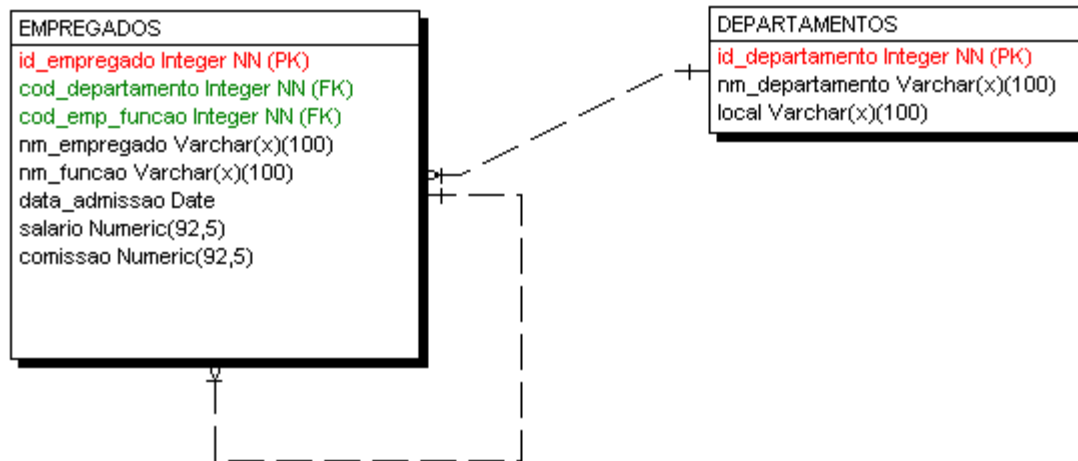 EMPREGADOS
id_empregado Integer NN (PK)
cod_departamento Integer NN (FK)
cod_emp_funcao Integer NN (FK)
nm_empregado Varchar(x)(100)
nm_funcao Varchar(x)(100)
data_admissao Date
salario Numeric(92,5)
comissao Numeric(92,5)
DEPARTAMENTOS
id_departamento Integer NN (PK)
nm_departamento Varchar(x)(100)
local Varchar(x)(100)